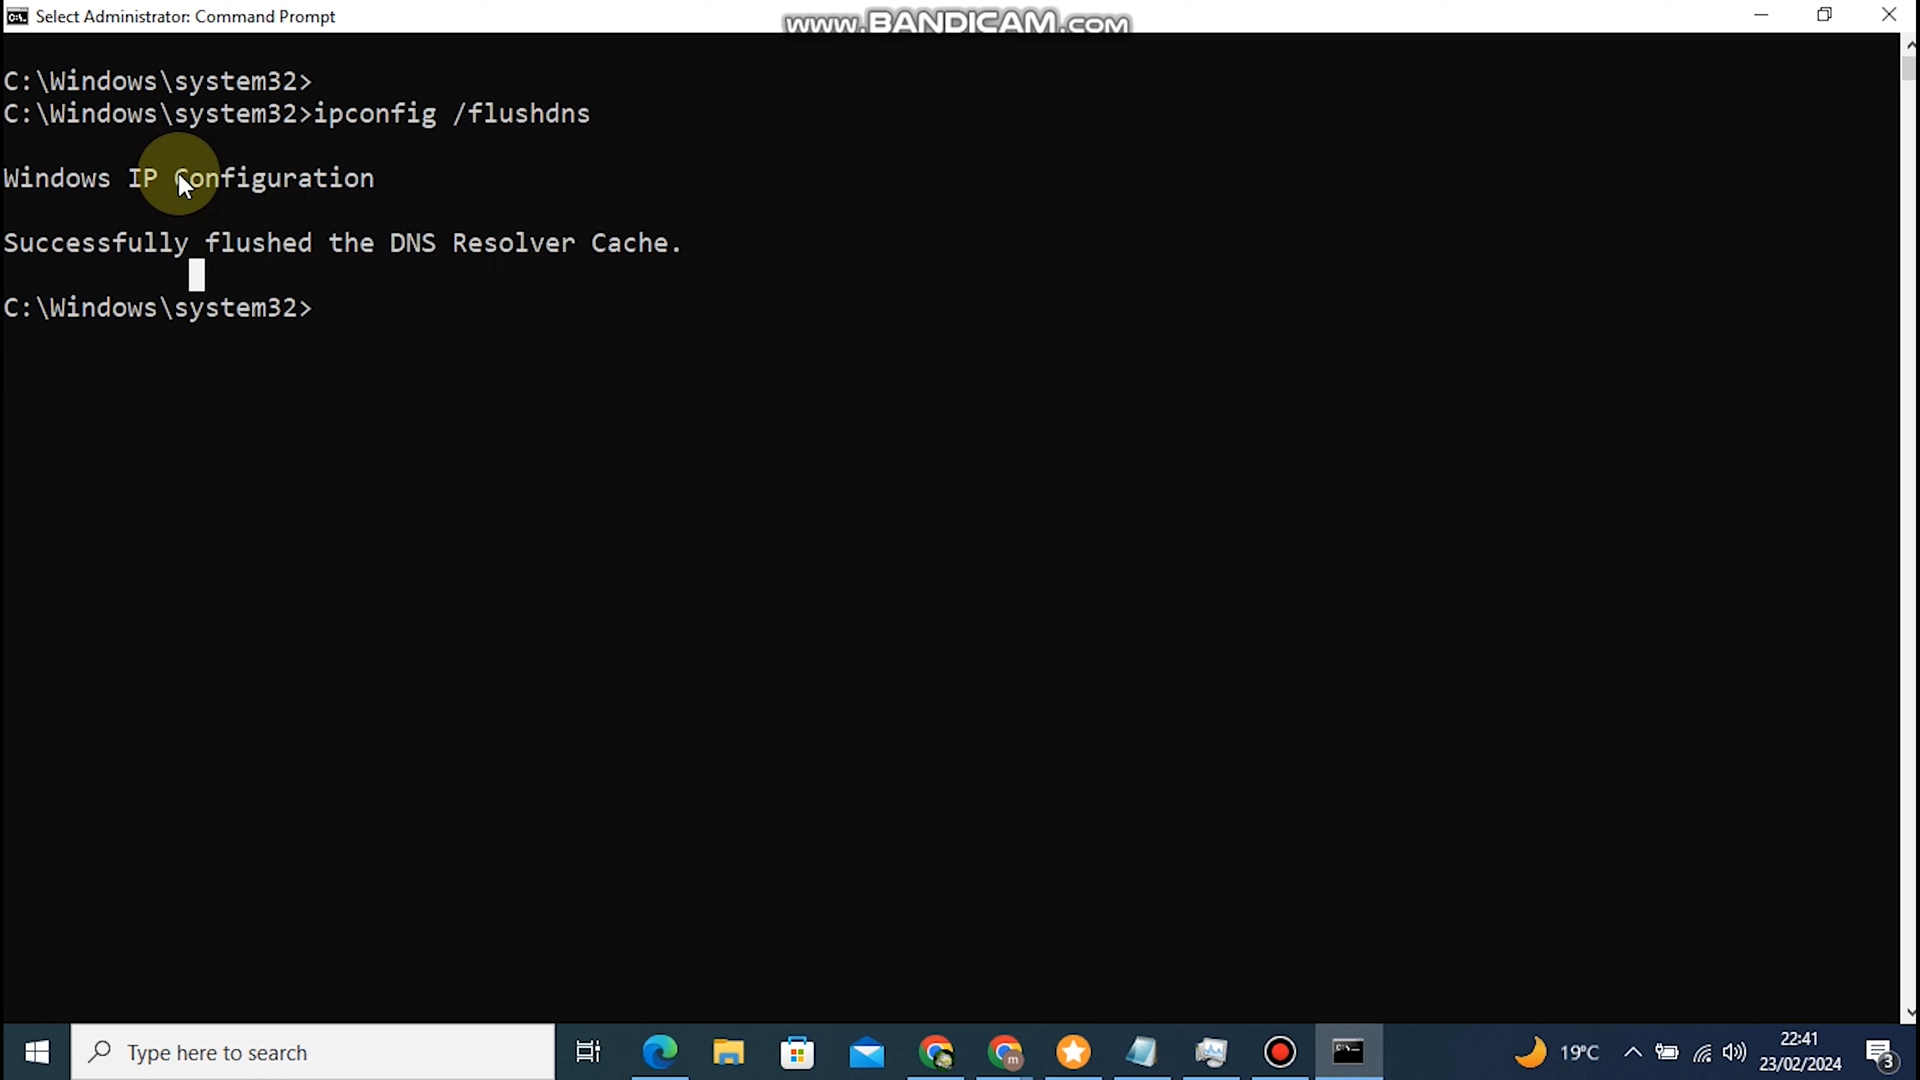 Select Administrator: Command Prompt
www.BANDICAM.com
C:\Windows\system32>
C:\Windows\system32>ipconfig /flushdns
Windows IP Configuration
Successfully flushed the DNS Resolver Cache.
C:\Windows\system32>
Type here to search
19°C
22:41
23/02/2024
3